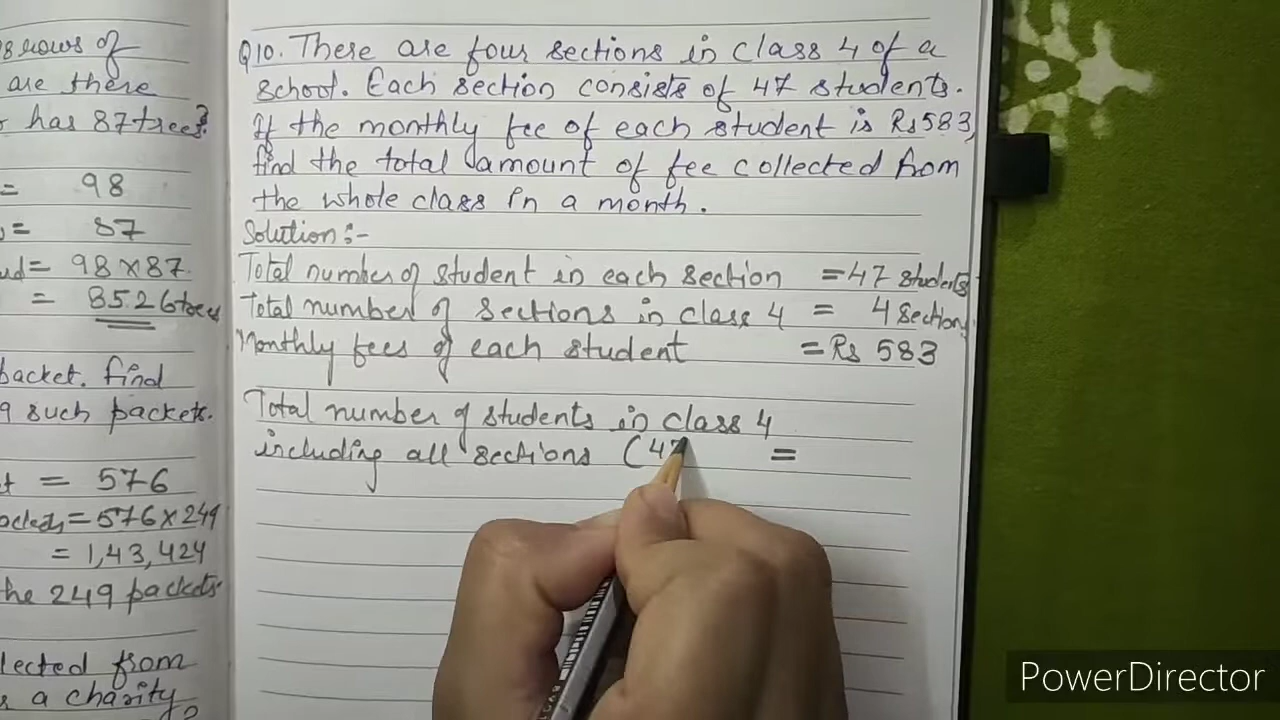 8 rows of
are there
has 87 trees?
= 98
= 87
= 98×87
= 8526 trees
packet. find
9 such packets.
= 576
= 576×249
= 1,43,424
the 249 packets.
lected from
a charity
Q10. There are four sections in class 4 of a
school. Each section consists of 47 students.
If the monthly fee of each student is Rs 583,
find the total amount of fee collected from
the whole class in a month.
Solution:-
Total number of student in each section = 47 students
Total number of sections in class 4 = 4 sections
Monthly fees of each student = Rs 583
Total number of students in class 4
including all sections (47 =
PowerDirector